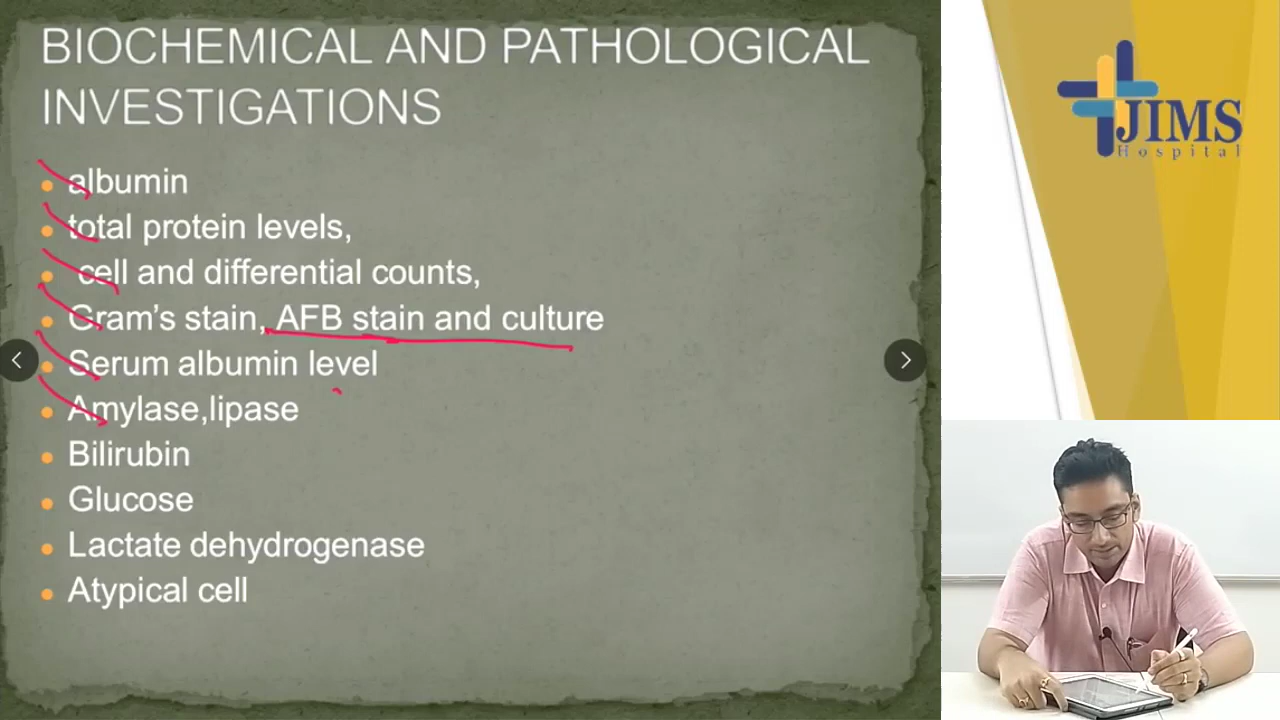 BIOCHEMICAL AND PATHOLOGICAL
INVESTIGATIONS
albumin
total protein levels,
cell and differential counts,
Gram’s stain, AFB stain and culture
Serum albumin level
Amylase,lipase
Bilirubin
Glucose
Lactate dehydrogenase
Atypical cell
JIMS
Hospital